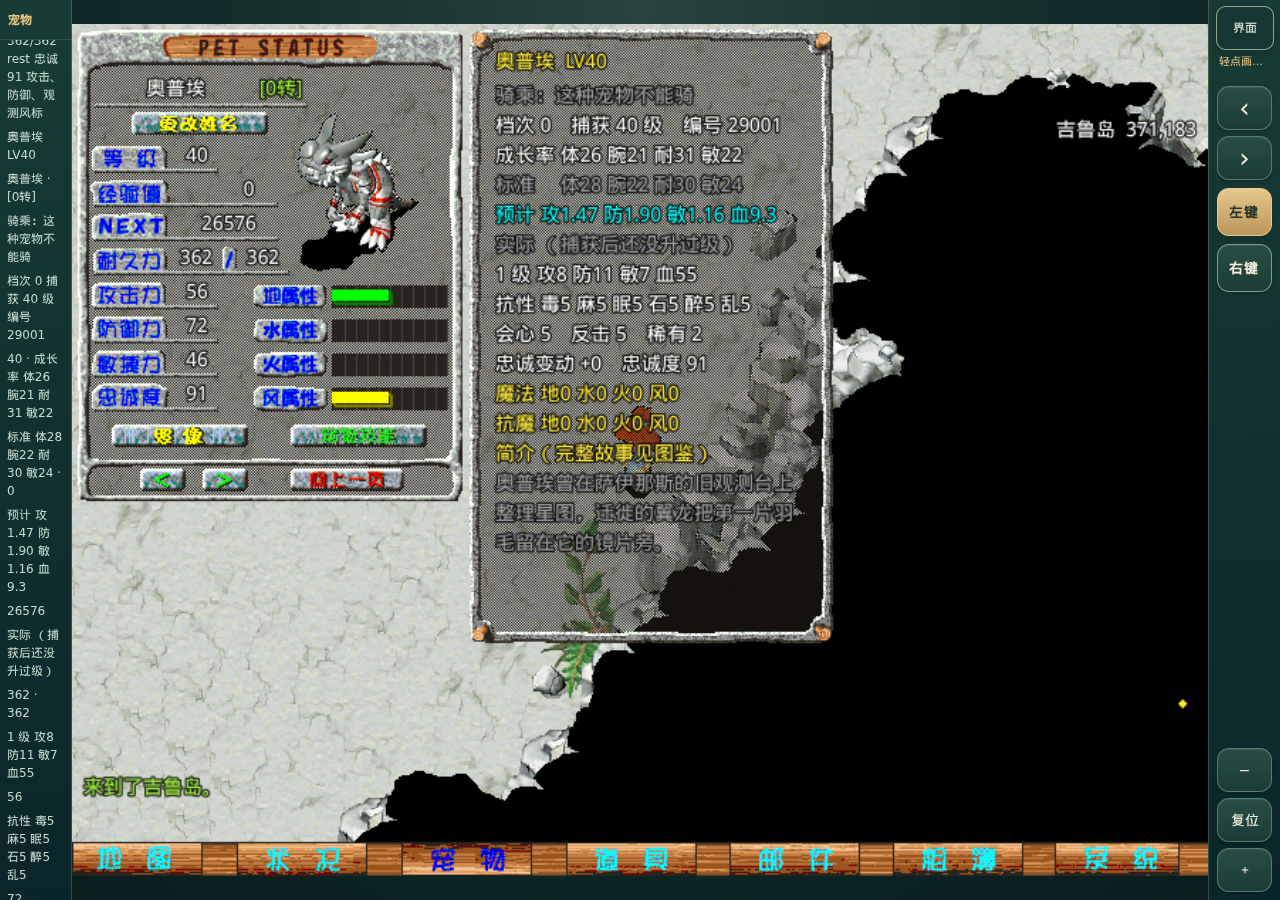 宠物
362/362
rest 忠诚
91 攻击、
防御、观
测风标
奥普埃
LV40
奥普埃 ·
[0转]
骑乘：这
种宠物不
能骑
档次 0 捕
获 40 级
编号
29001
40 · 成长
率 体26
腕21 耐
31 敏22
标准 体28
腕22 耐
30 敏24 ·
0
预计 攻
1.47 防
1.90 敏
1.16 血
9.3
26576
实际（捕
获后还没
升过级）
362 ·
362
1 级 攻8
防11 敏7
血55
56
抗性 毒5
麻5 眠5
石5 醉5
乱5
72
PET STATUS
奥普埃 [0转]
更改姓名
等级 40
经验值 0
NEXT 26576
耐久力 362 / 362
攻击力 56 地属性
防御力 72 水属性
敏捷力 46 火属性
忠诚度 91 风属性
图像
< > 回上一页
奥普埃 LV40
骑乘：这种宠物不能骑
档次 0 捕获 40 级 编号 29001
成长率 体26 腕21 耐31 敏22
标准 体28 腕22 耐30 敏24
预计 攻1.47 防1.90 敏1.16 血9.3
实际（捕获后还没升过级）
1 级 攻8 防11 敏7 血55
抗性 毒5 麻5 眠5 石5 醉5 乱5
会心 5 反击 5 稀有 2
忠诚变动 +0 忠诚度 91
魔法 地0 水0 火0 风0
抗魔 地0 水0 火0 风0
简介（完整故事见图鉴）
奥普埃曾在萨伊那斯的旧观测台上
整理星图，迁徙的翼龙把第一片羽
毛留在它的镜片旁。
吉鲁岛 371,183
来到了吉鲁岛。
地图 状况 宠物 道具 邮件 相簿 系统
界面
轻点画…
<
>
左键
右键
−
复位
+